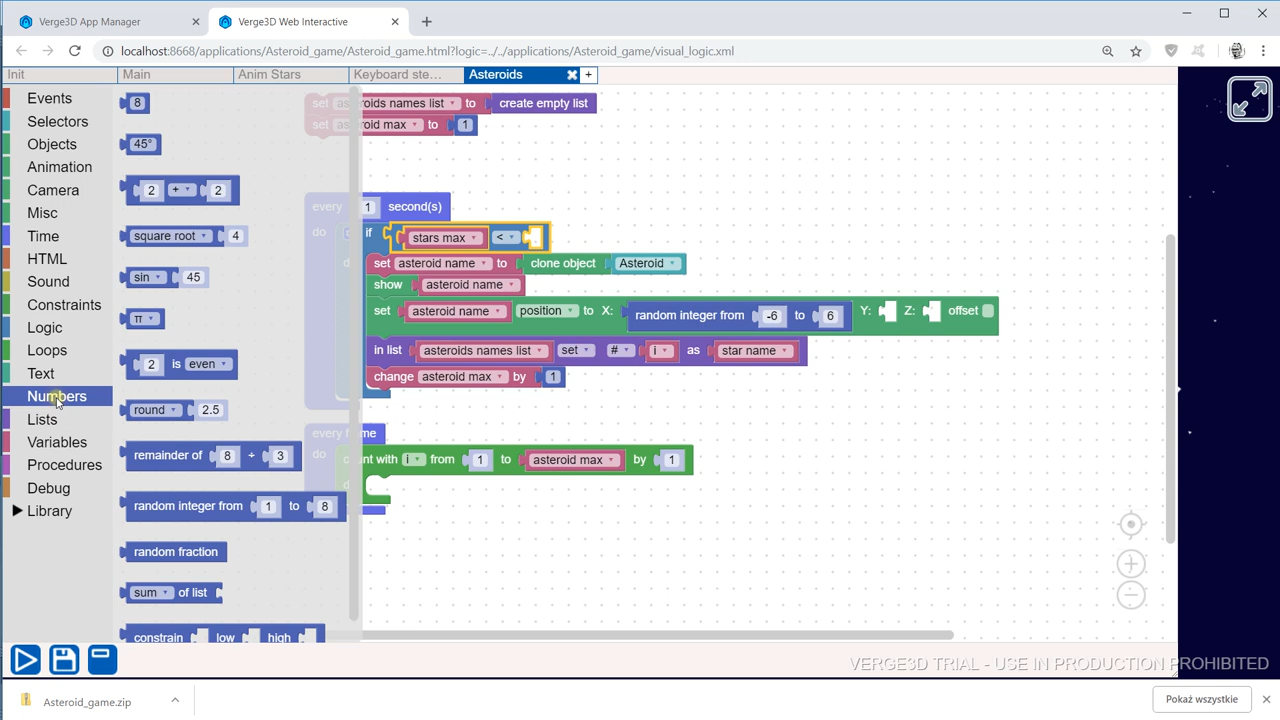 Verge3D App Manager × Verge3D Web Interactive × +
localhost:8668/applications/Asteroid_game/Asteroid_game.html?logic=../../applications/Asteroid_game/visual_logic.xml
Init Main Anim Stars Keyboard ste... Asteroids +
Events
Selectors
Objects
Animation
Camera
Misc
Time
HTML
Sound
Constraints
Logic
Loops
Text
Numbers
Lists
Variables
Procedures
Debug
Library
8
45°
2 + 2
square root 4
sin 45
π
2 is even
round 2.5
remainder of 8 ÷ 3
random integer from 1 to 8
random fraction
sum of list
constrain low high
set asteroids names list to create empty list
set asteroid max to 1
every 1 second(s)
do if stars max <
set asteroid name to clone object Asteroid
show asteroid name
set asteroid name position to X: random integer from -6 to 6 Y: Z: offset
in list asteroids names list set # i as star name
change asteroid max by 1
every frame
do count with i from 1 to asteroid max by 1
VERGE3D TRIAL - USE IN PRODUCTION PROHIBITED
Asteroid_game.zip
Pokaż wszystkie